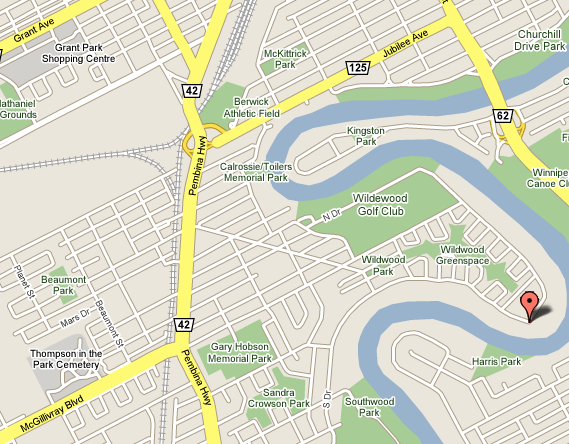 Grant Ave
Grant Park
Shopping Centre
McKittrick
Park
Jubilee Ave
Churchill
Drive Park
125
42
Nathaniel
Grounds
Berwick
Athletic Field
62
Kingston
Park
Pembina Hwy
Calrossie/Toilers
Memorial Park
Winnipe
Canoe Clu
Wildewood
Golf Club
N Dr
Wildwood
Greenspace
Wildwood
Park
Planet St
Beaumont
Park
Mars Dr
Beaumont St
42
Thompson in the
Park Cemetery
Gary Hobson
Memorial Park
Pembina Hwy
Harris Park
Sandra
Crowson Park
S Dr
Southwood
Park
McGillivray Blvd